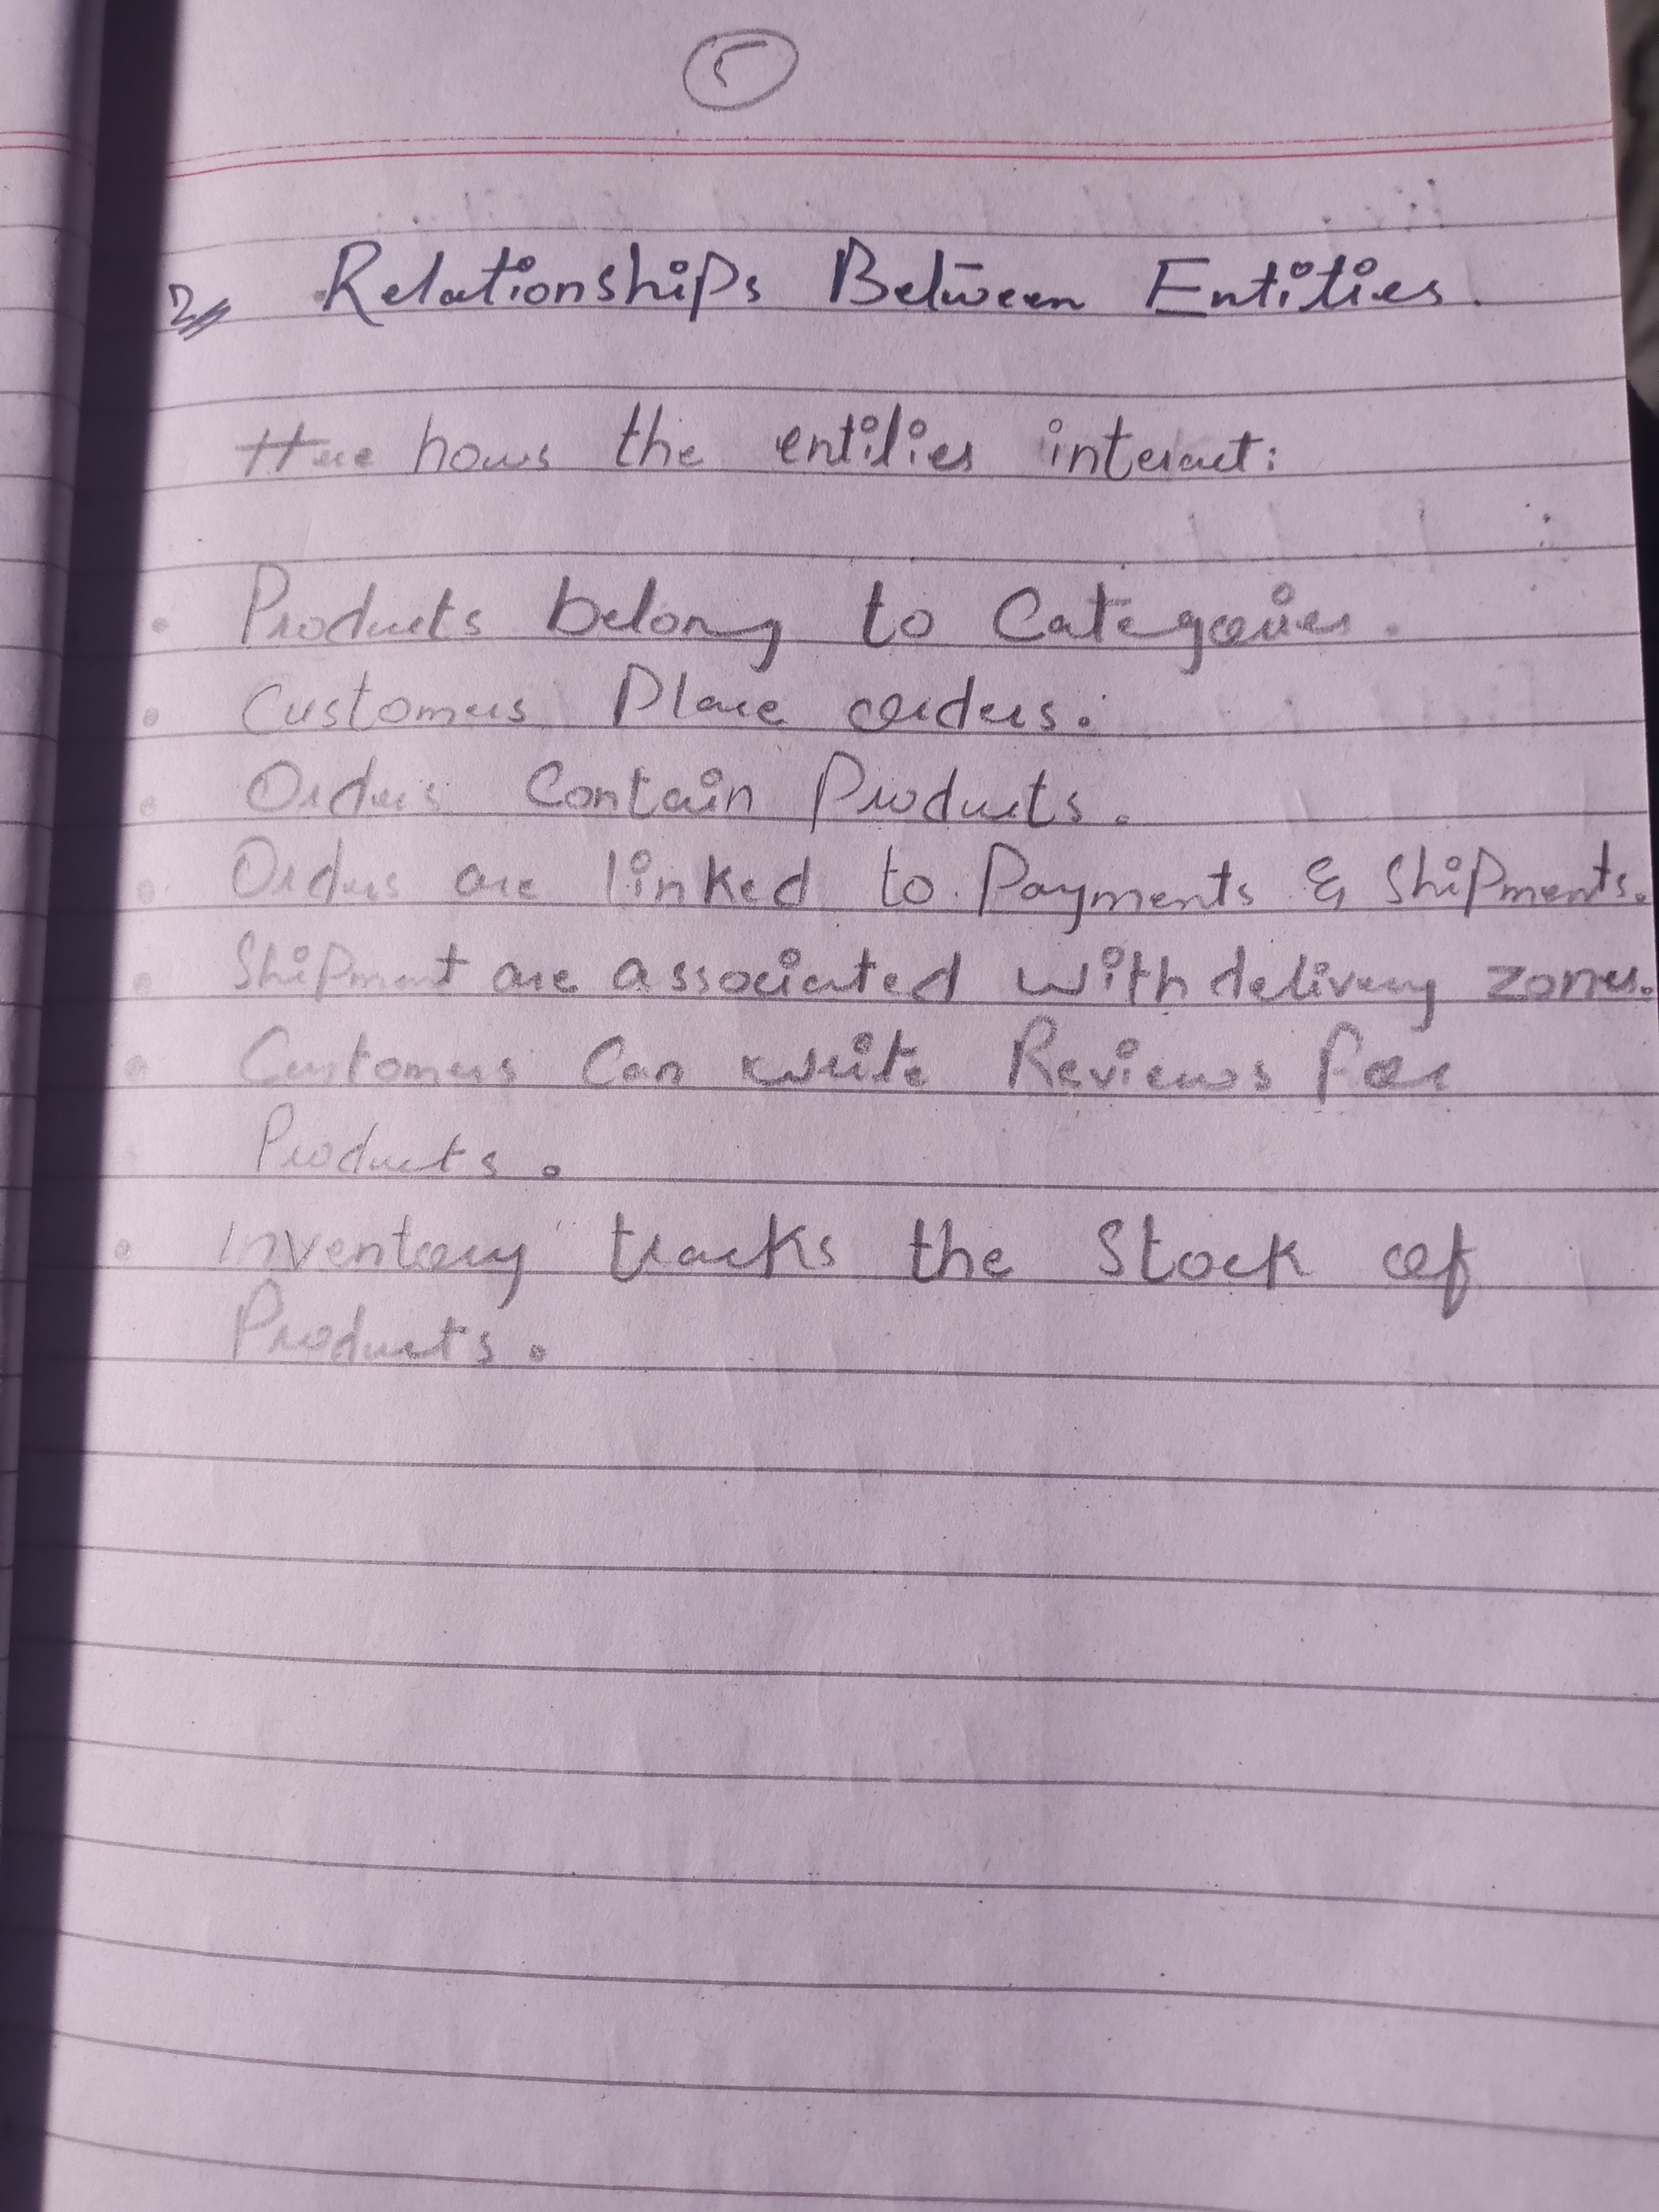 2// Relationships Between Entities.
Here hows the entities interact:
• Products belong to Categories.
• Customers Place orders.
• Orders Contain Products.
• Orders are linked to Payments & Shipments.
• Shipment are associated with delivery zones.
• Customers Can write Reviews for
Products.
• inventory tracks the Stock of
Products.